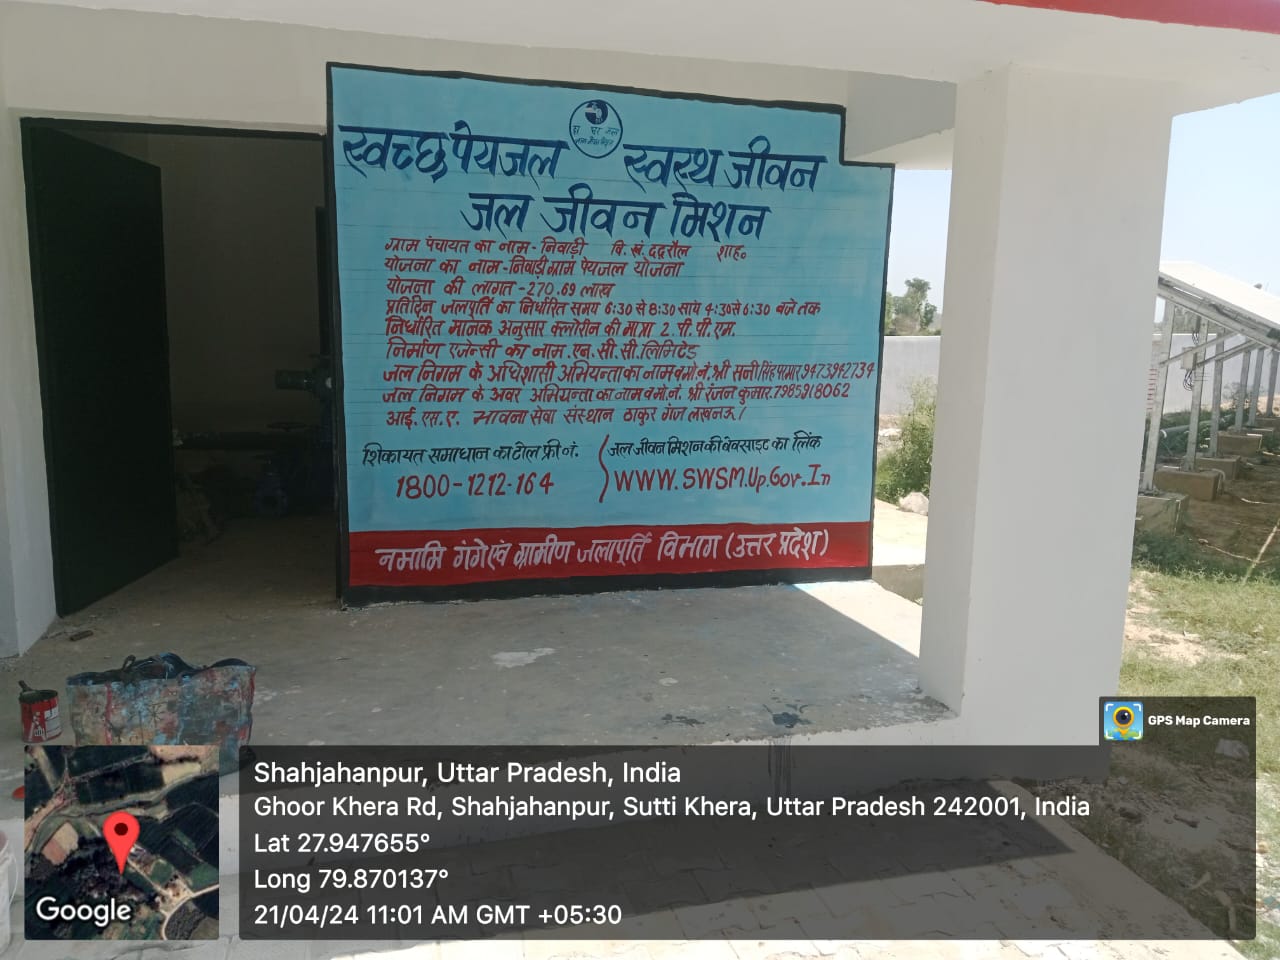 हर घर जल
जल जीवन मिशन
स्वच्छ पेयजल स्वस्थ जीवन
जल जीवन मिशन
ग्राम पंचायत का नाम - निवाड़ी वि. खं. ददरौल शाह०
योजना का नाम - निवाड़ी ग्राम पेयजल योजना
योजना की लागत - 270.69 लाख
प्रतिदिन जलपूर्ति का निर्धारित समय 6:30 से 8:30 सायं 4:30 से 6:30 बजे तक
निर्धारित मानक अनुसार क्लोरीन की मात्रा 2. पी. पी. एम.
निर्माण एजेन्सी का नाम. एन. सी. सी. लिमिटेड
जल निगम के अधिशासी अभियन्ता का नाम व मो.नं. श्री सनी सिंह परमार, 9473942734
जल निगम के अवर अभियन्ता का नाम व मो.नं. श्री रंजन कुमार. 7985918062
आई. एस. ए. भावना सेवा संस्थान ठाकुर गंज लखनऊ /
शिकायत समाधान का टोल फ्री नं. जल जीवन मिशन की वेबसाइट का लिंक
1800-1212-164 WWW.SWSM.Up.Gov.In
नमामि गंगे एवं ग्रामीण जलापूर्ति विभाग (उत्तर प्रदेश)
GPS Map Camera
Shahjahanpur, Uttar Pradesh, India
Ghoor Khera Rd, Shahjahanpur, Sutti Khera, Uttar Pradesh 242001, India
Lat 27.947655°
Long 79.870137°
21/04/24 11:01 AM GMT +05:30
Google